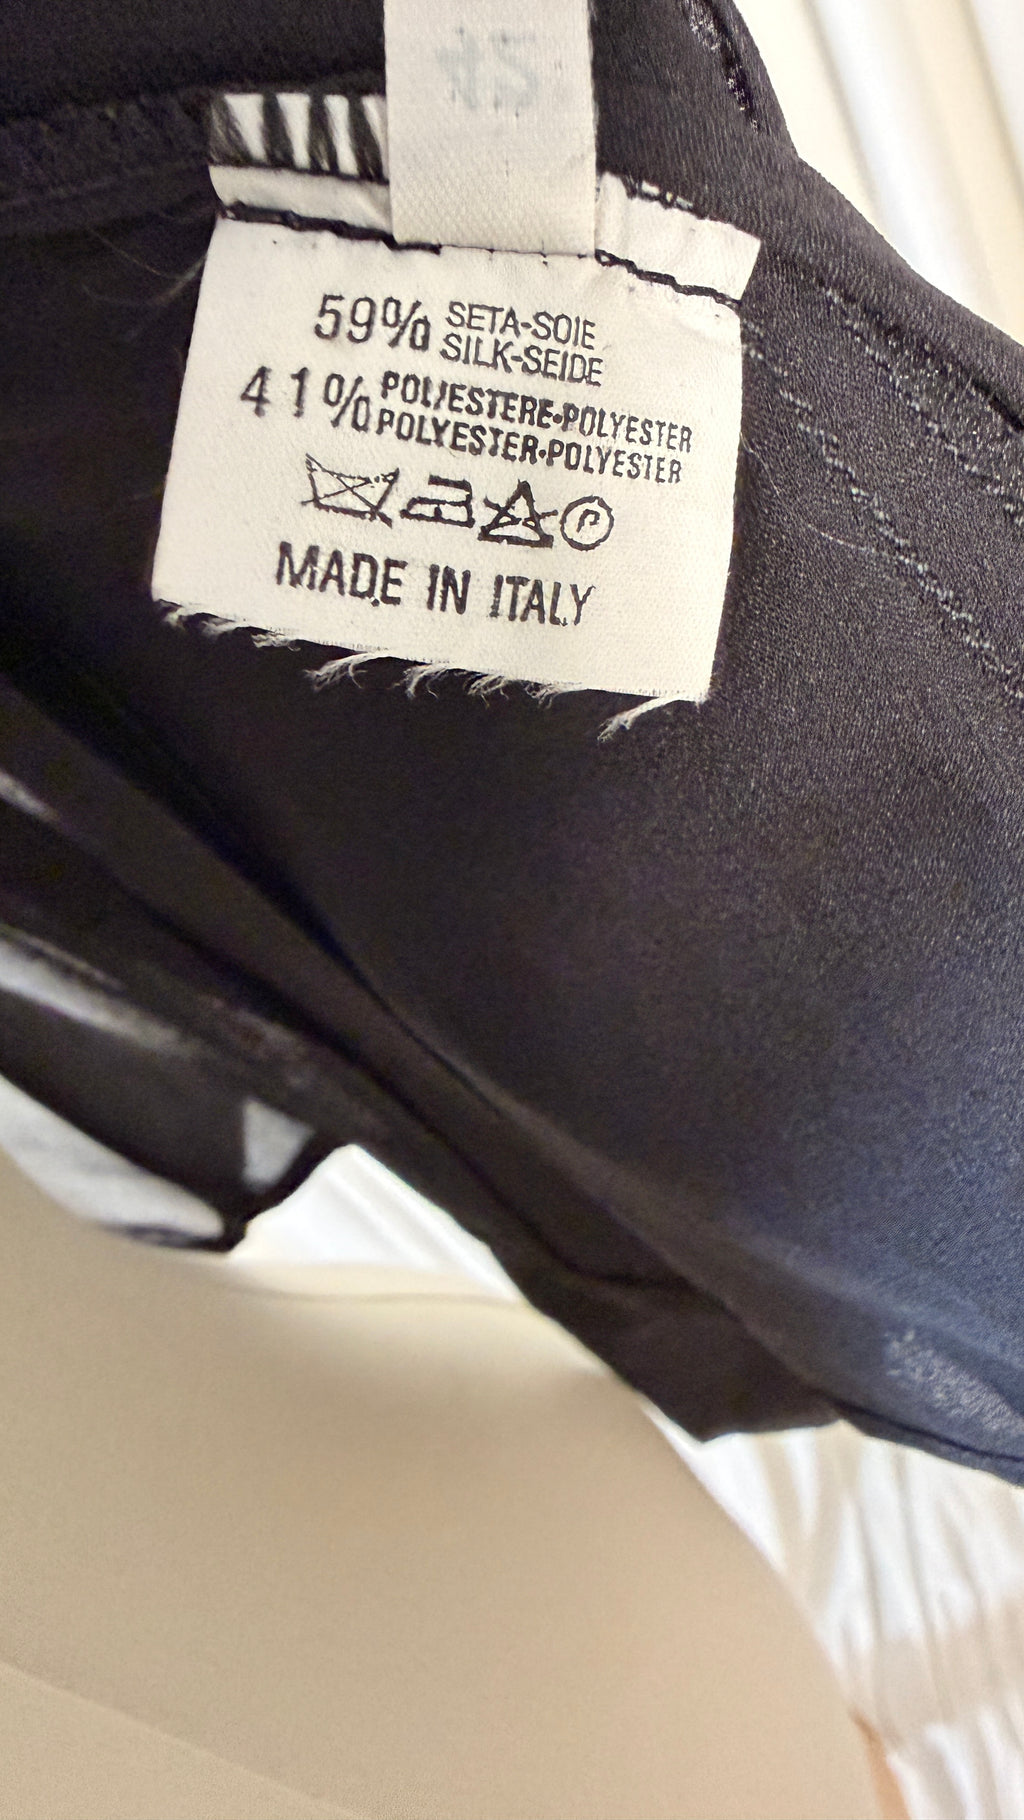 59% SETA-SOIE
SILK-SEIDE
41% POLIESTERE•POLYESTER
POLYESTER•POLYESTER
P
MADE IN ITALY